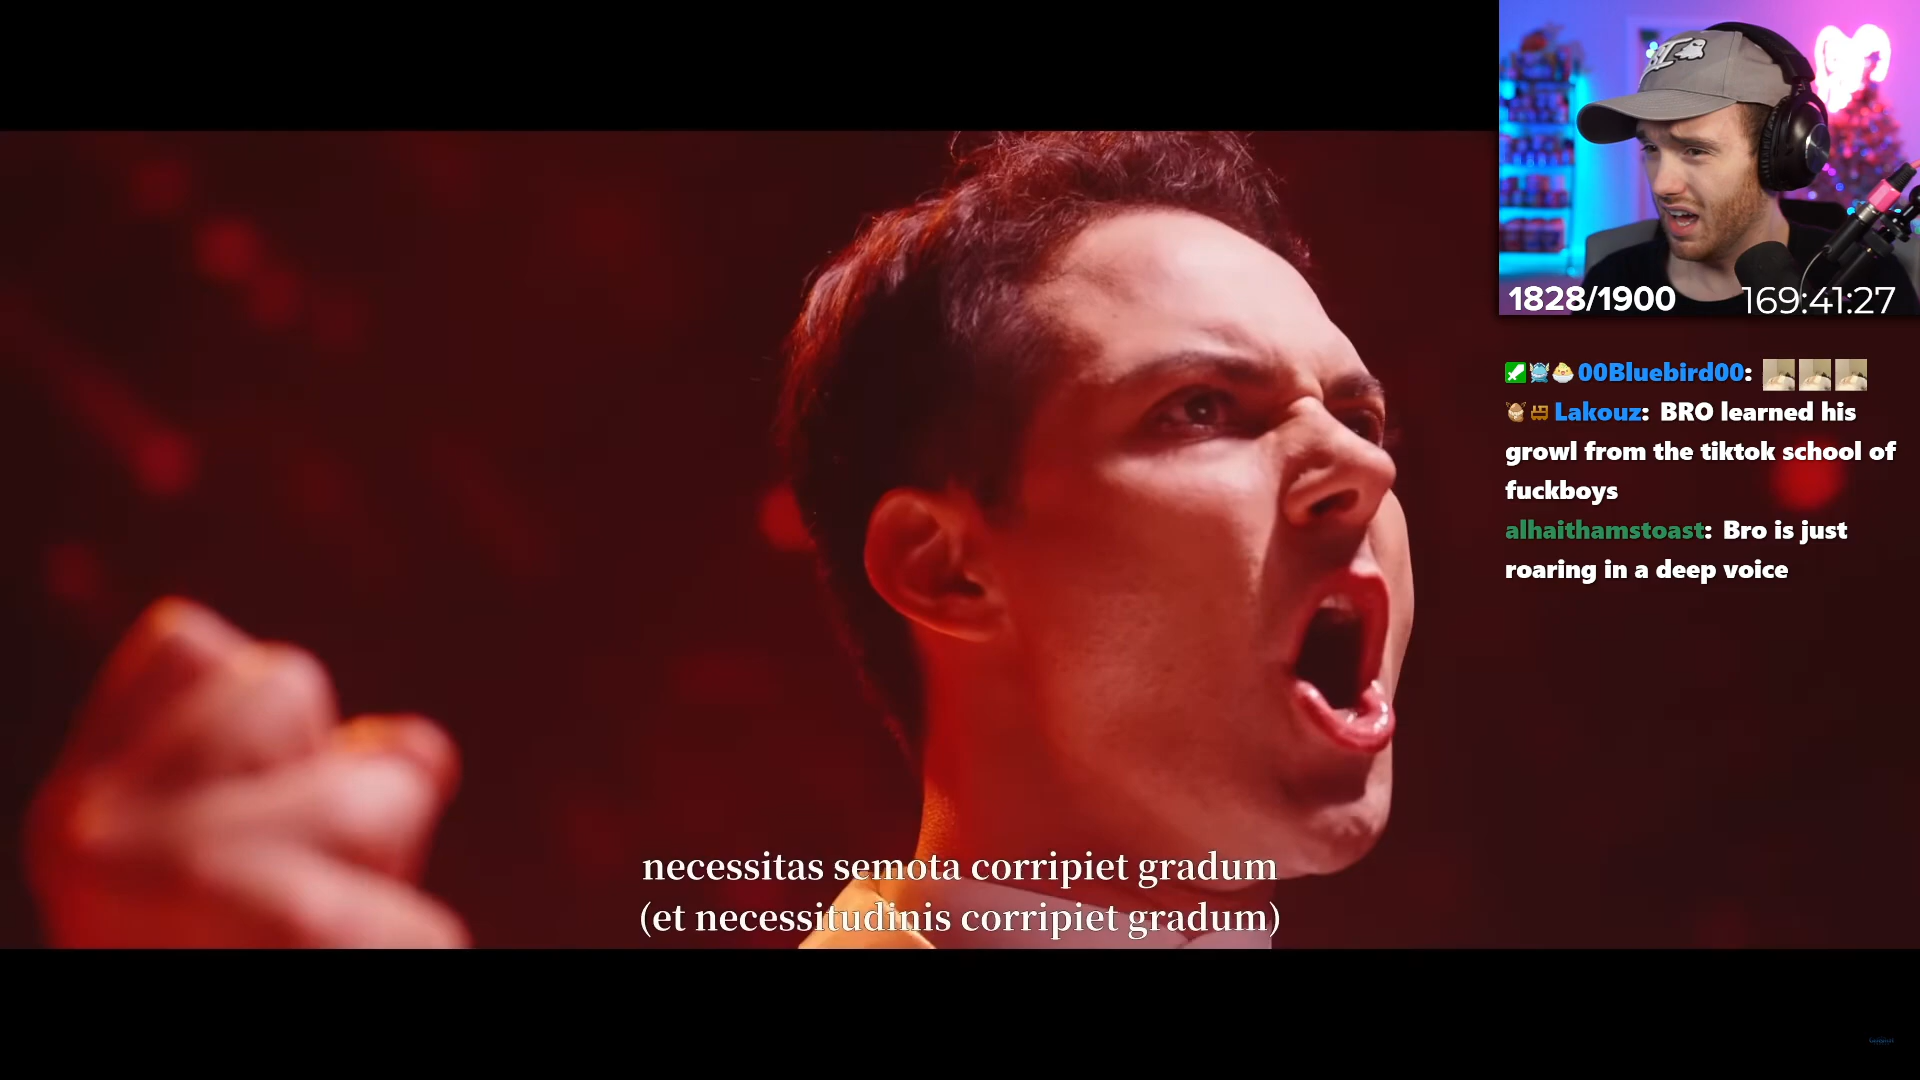 1828/1900
169:41:27
00Bluebird00:
Lakouz: BRO learned his
growl from the tiktok school of
fuckboys
alhaithamstoast: Bro is just
roaring in a deep voice
necessitas semota corripiet gradum
(et necessitudinis corripiet gradum)